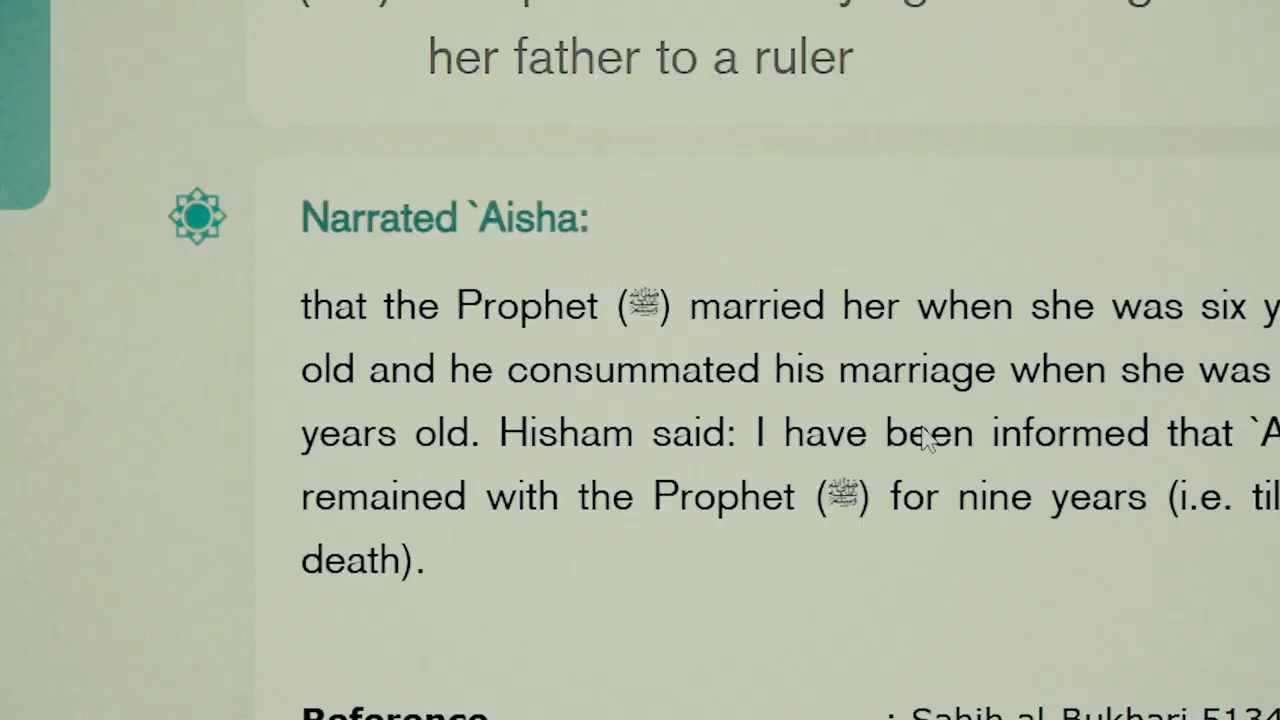 her father to a ruler
Narrated `Aisha:
that the Prophet (ﷺ) married her when she was six
old and he consummated his marriage when she was
years old. Hisham said: I have been informed that
remained with the Prophet (ﷺ) for nine years (i.e.
death).
Reference : Sahih al-Bukhari 5134